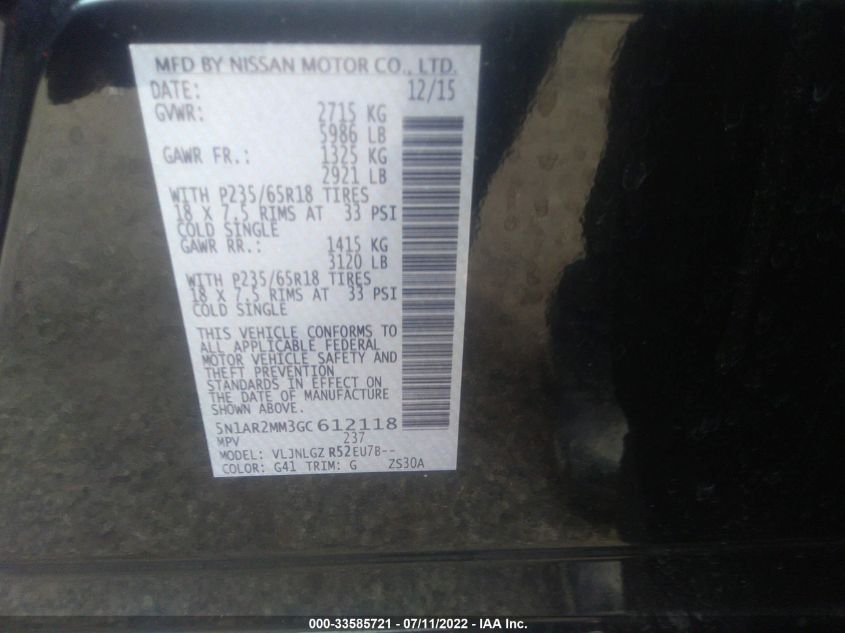 MFD BY NISSAN MOTOR CO., LTD.
DATE: 12/15
GVWR: 2715 KG
5986 LB
GAWR FR.: 1325 KG
2921 LB
WITH P235/65R18 TIRES
18 X 7.5 RIMS AT 33 PSI
COLD SINGLE
GAWR RR.: 1415 KG
3120 LB
WITH P235/65R18 TIRES
18 X 7.5 RIMS AT 33 PSI
COLD SINGLE
THIS VEHICLE CONFORMS TO
ALL APPLICABLE FEDERAL
MOTOR VEHICLE SAFETY AND
THEFT PREVENTION
STANDARDS IN EFFECT ON
THE DATE OF MANUFACTURE
SHOWN ABOVE.
5N1AR2MM3GC612118
MPV 237
MODEL: VLJNLGZ R52EU7B--
COLOR: G41 TRIM: G ZS30A
000-33585721 - 07/11/2022 - IAA Inc.